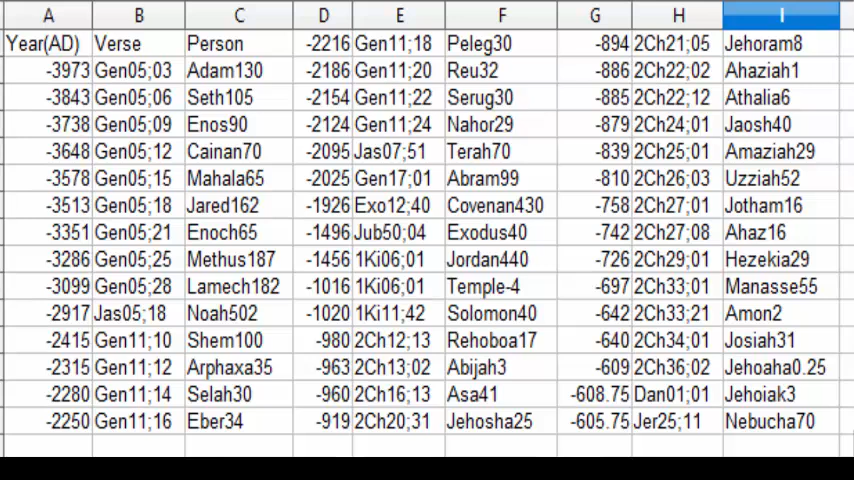 A B C D E F G H I
Year(AD) Verse Person -2216 Gen11;18 Peleg30 -894 2Ch21;05 Jehoram8
-3973 Gen05;03 Adam130 -2186 Gen11;20 Reu32 -886 2Ch22;02 Ahaziah1
-3843 Gen05;06 Seth105 -2154 Gen11;22 Serug30 -885 2Ch22;12 Athalia6
-3738 Gen05;09 Enos90 -2124 Gen11;24 Nahor29 -879 2Ch24;01 Jaosh40
-3648 Gen05;12 Cainan70 -2095 Jas07;51 Terah70 -839 2Ch25;01 Amaziah29
-3578 Gen05;15 Mahala65 -2025 Gen17;01 Abram99 -810 2Ch26;03 Uzziah52
-3513 Gen05;18 Jared162 -1926 Exo12;40 Covenan430 -758 2Ch27;01 Jotham16
-3351 Gen05;21 Enoch65 -1496 Jub50;04 Exodus40 -742 2Ch27;08 Ahaz16
-3286 Gen05;25 Methus187 -1456 1Ki06;01 Jordan440 -726 2Ch29;01 Hezekia29
-3099 Gen05;28 Lamech182 -1016 1Ki06;01 Temple-4 -697 2Ch33;01 Manasse55
-2917 Jas05;18 Noah502 -1020 1Ki11;42 Solomon40 -642 2Ch33;21 Amon2
-2415 Gen11;10 Shem100 -980 2Ch12;13 Rehoboa17 -640 2Ch34;01 Josiah31
-2315 Gen11;12 Arphaxa35 -963 2Ch13;02 Abijah3 -609 2Ch36;02 Jehoaha0.25
-2280 Gen11;14 Selah30 -960 2Ch16;13 Asa41 -608.75 Dan01;01 Jehoiak3
-2250 Gen11;16 Eber34 -919 2Ch20;31 Jehosha25 -605.75 Jer25;11 Nebucha70